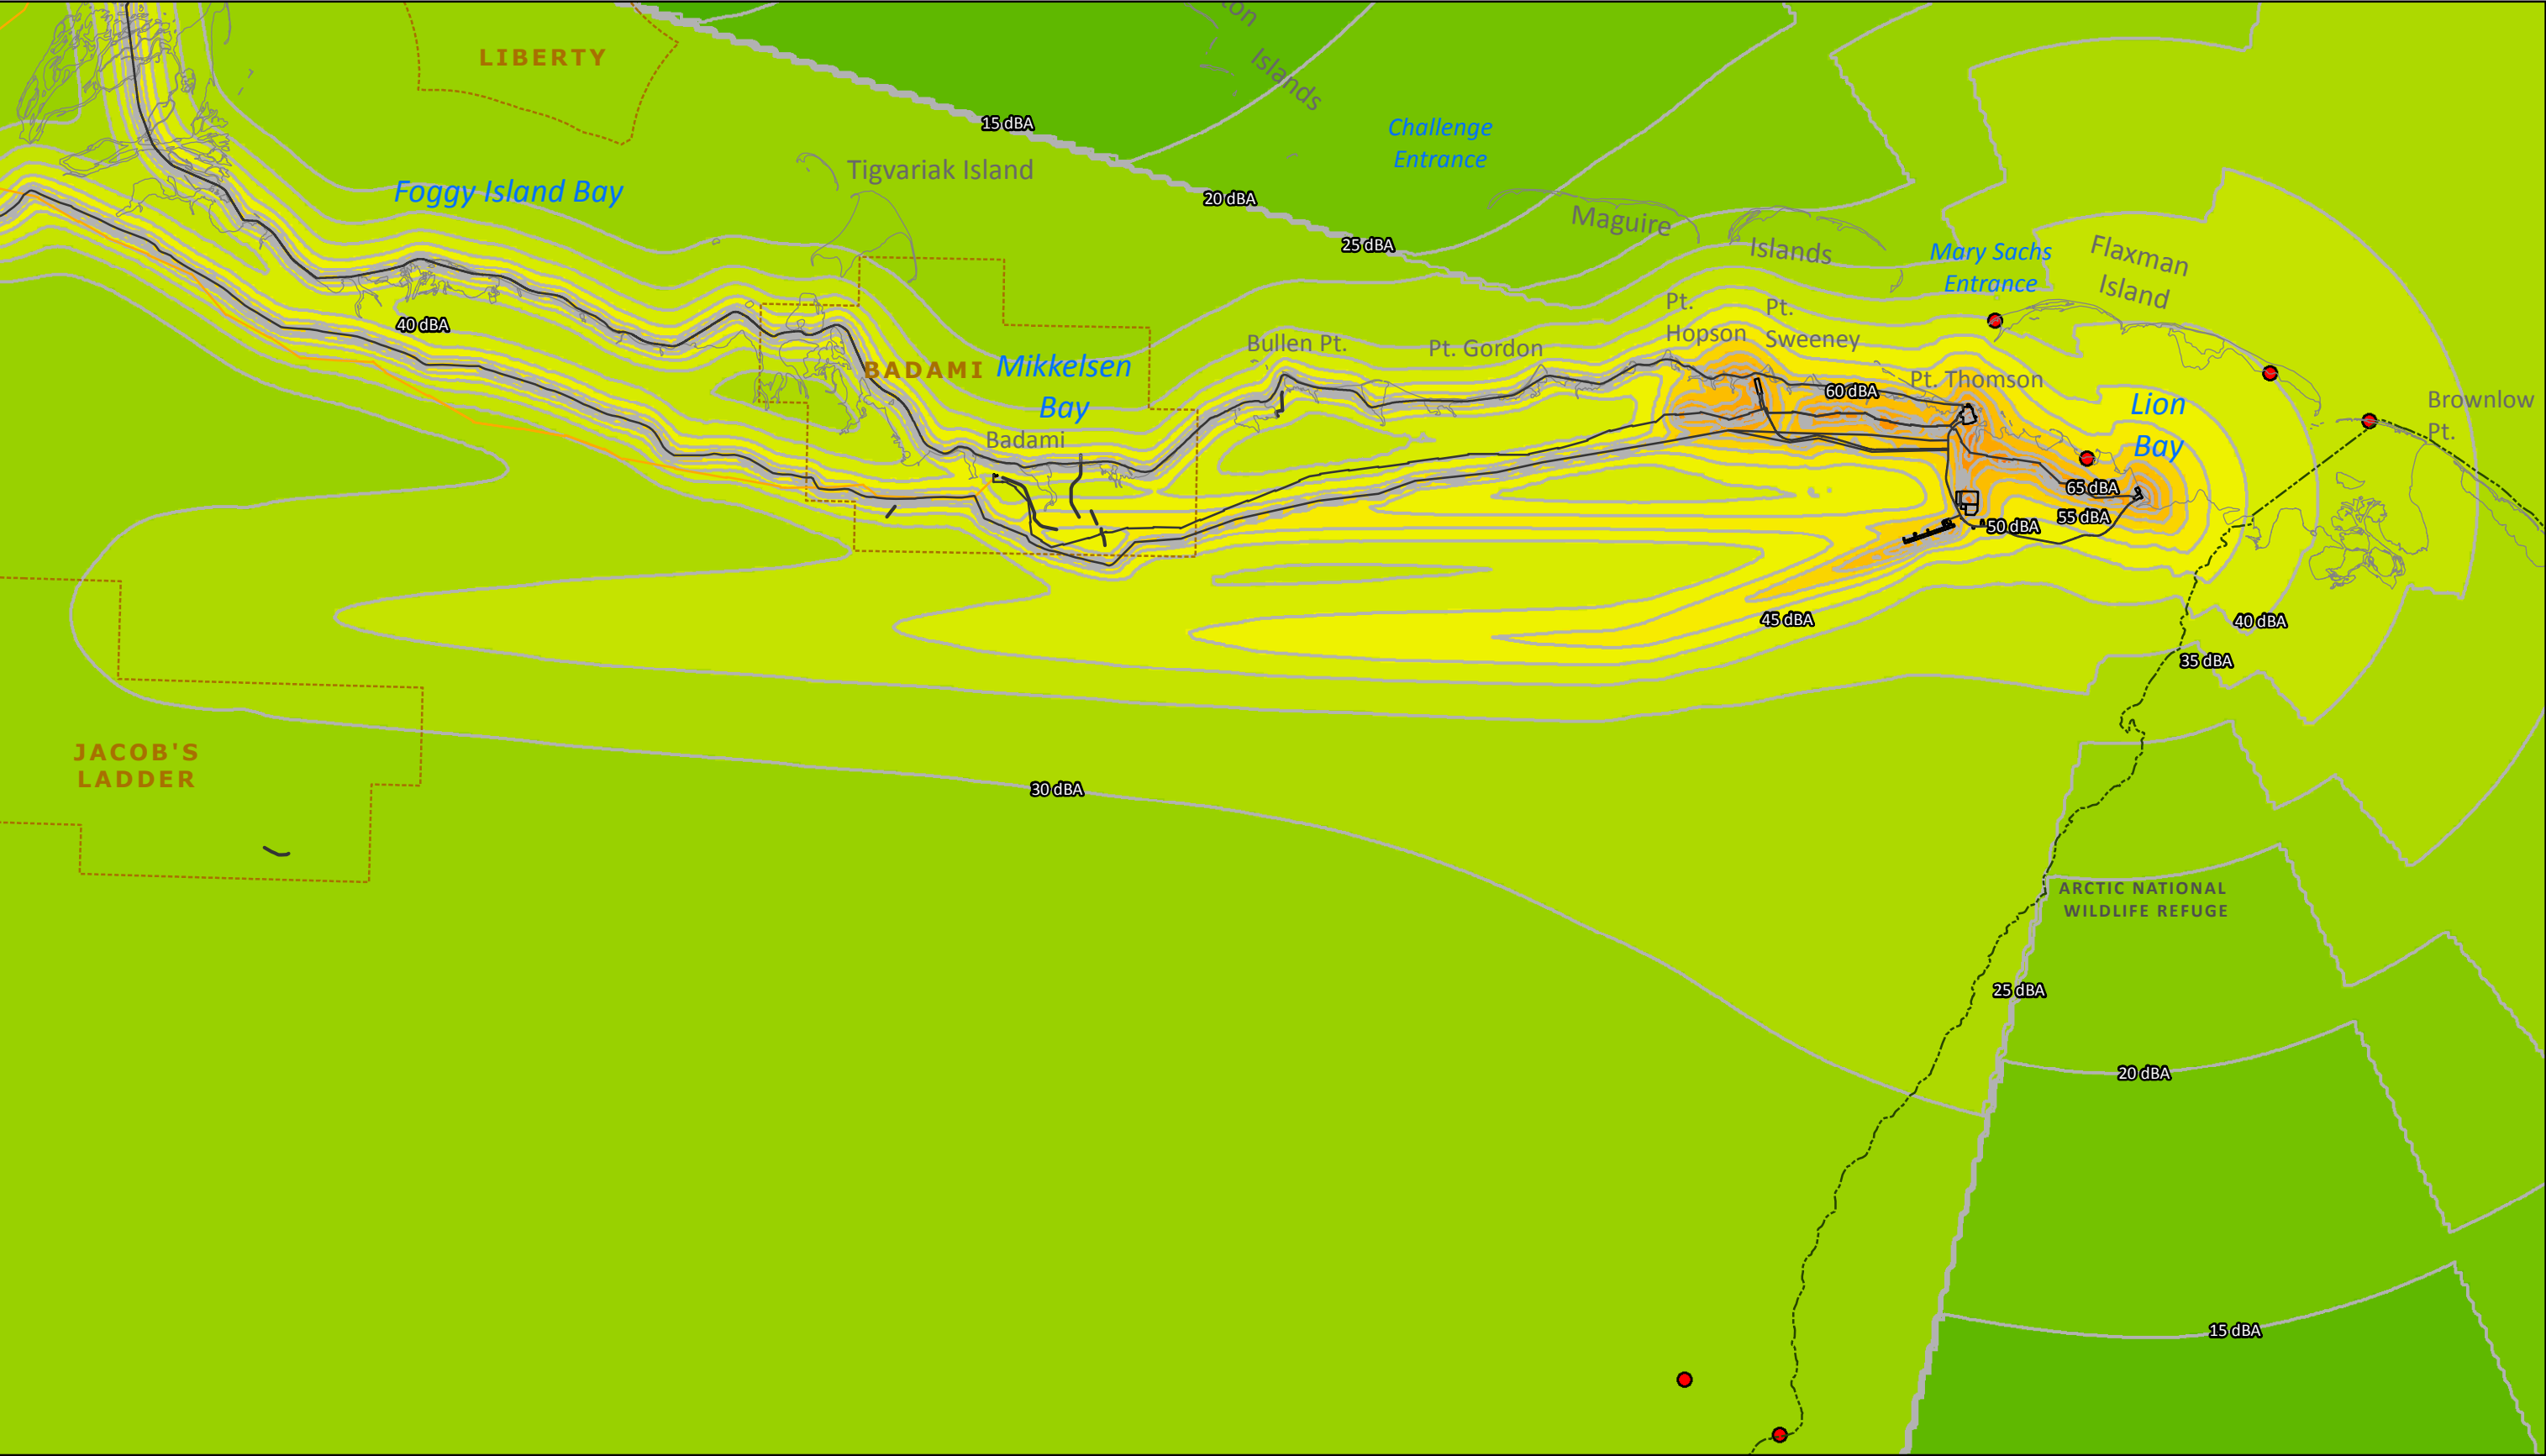 LIBERTY
Islands
15 dBA
Challenge
Entrance
Tigvariak Island
Foggy Island Bay
20 dBA
25 dBA
Maguire
Islands
Mary Sachs
Entrance
Flaxman
Island
40 dBA
Pt.
Hopson
Pt.
Sweeney
Bullen Pt.
Pt. Gordon
BADAMI
Mikkelsen
Bay
Badami
60 dBA
Pt. Thomson
Lion
Bay
Brownlow
Pt.
65 dBA
55 dBA
50 dBA
45 dBA
40 dBA
35 dBA
JACOB'S
LADDER
30 dBA
ARCTIC NATIONAL
WILDLIFE REFUGE
25 dBA
20 dBA
15 dBA